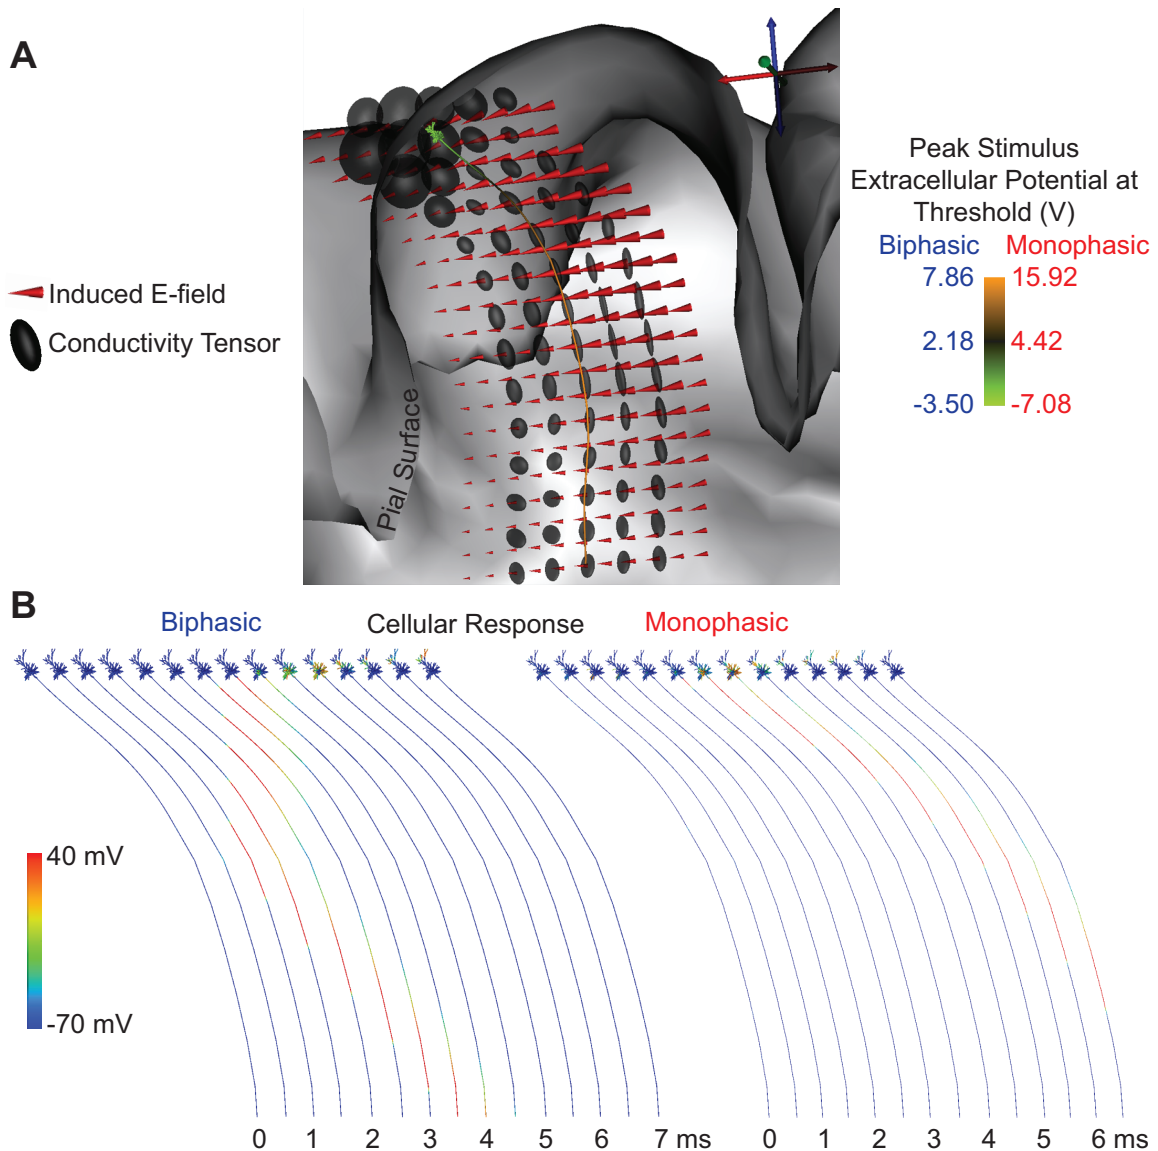 A
Induced E-field
Conductivity Tensor
Pial Surface
Peak Stimulus
Extracellular Potential at
Threshold (V)
Biphasic Monophasic
7.86 15.92
2.18 4.42
-3.50 -7.08
B
Biphasic Cellular Response Monophasic
40 mV
-70 mV
0 1 2 3 4 5 6 7 ms 0 1 2 3 4 5 6 ms